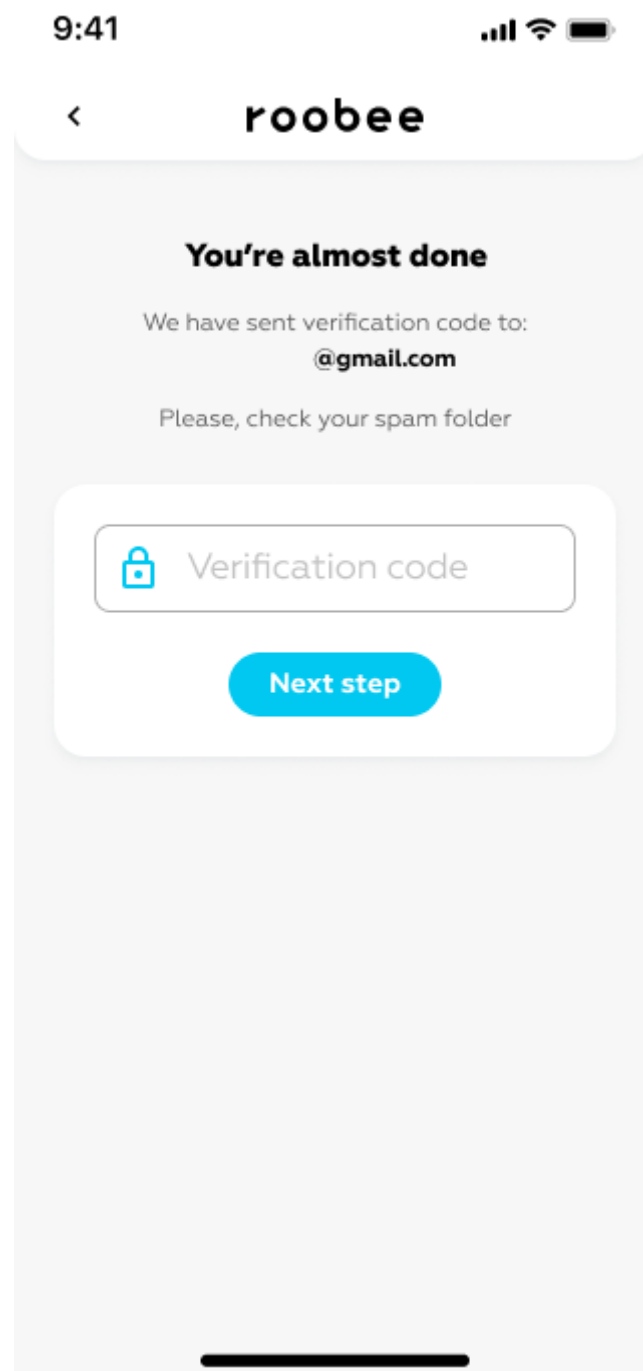 9:41
roobee
You're almost done
We have sent verification code to:
@gmail.com
Please, check your spam folder
Verification code
Next step